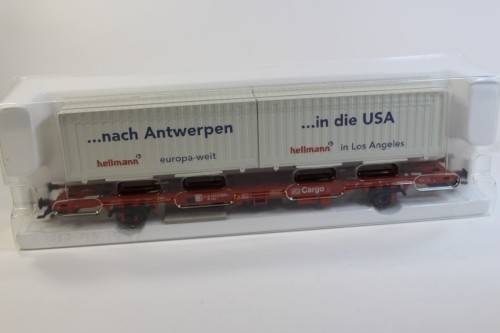 ...nach Antwerpen
hellmann
europa-weit
...in die USA
hellmann
in Los Angeles
Cargo